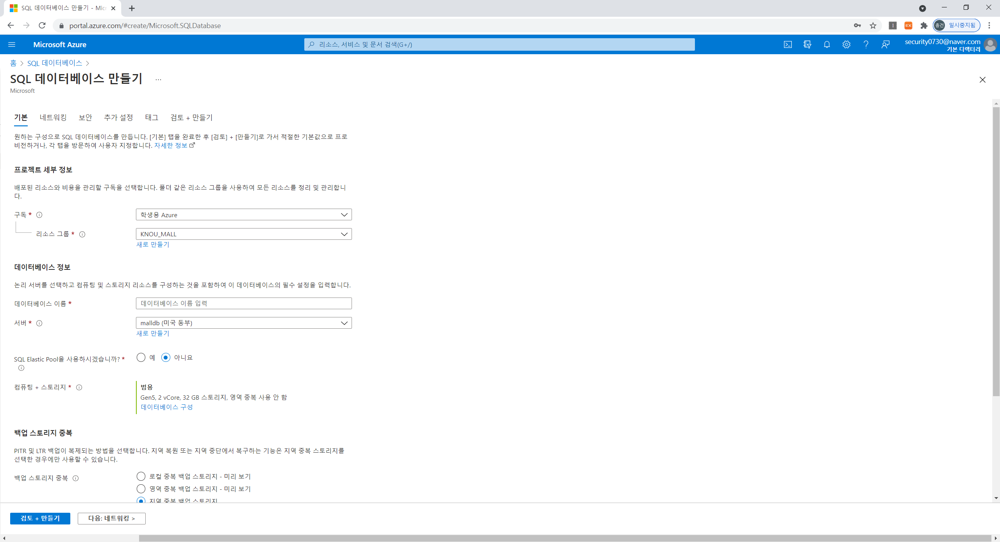 SQL 데이터베이스 만들기 - Micr
portal.azure.com/#create/Microsoft.SQLDatabase
EX
충건 일시중지됨
Microsoft Azure
리소스, 서비스 및 문서 검색(G+/)
security0730@naver.com
기본 디렉터리
홈 > SQL 데이터베이스 >
SQL 데이터베이스 만들기 ...
Microsoft
기본 네트워킹 보안 추가 설정 태그 검토 + 만들기
원하는 구성으로 SQL 데이터베이스를 만듭니다. [기본] 탭을 완료한 후 [검토] + [만들기]로 가서 적절한 기본값으로 프로
비전하거나, 각 탭을 방문하여 사용자 지정합니다. 자세한 정보
프로젝트 세부 정보
배포된 리소스와 비용을 관리할 구독을 선택합니다. 폴더 같은 리소스 그룹을 사용하여 모든 리소스를 정리 및 관리합니
다.
구독 * 학생용 Azure
리소스 그룹 * KNOU_MALL
새로 만들기
데이터베이스 정보
논리 서버를 선택하고 컴퓨팅 및 스토리지 리소스를 구성하는 것을 포함하여 이 데이터베이스의 필수 설정을 입력합니다.
데이터베이스 이름 * 데이터베이스 이름 입력
서버 * malldb (미국 동부)
새로 만들기
SQL Elastic Pool을 사용하시겠습니까? * 예 아니요
컴퓨팅 + 스토리지 * 범용
Gen5, 2 vCore, 32 GB 스토리지, 영역 중복 사용 안 함
데이터베이스 구성
백업 스토리지 중복
PITR 및 LTR 백업이 복제되는 방법을 선택합니다. 지역 복원 또는 지역 중단에서 복구하는 기능은 지역 중복 스토리지를
선택한 경우에만 사용할 수 있습니다.
백업 스토리지 중복 로컬 중복 백업 스토리지 - 미리 보기
영역 중복 백업 스토리지 - 미리 보기
지역 중복 백업 스토리지
검토 + 만들기 다음: 네트워킹 >